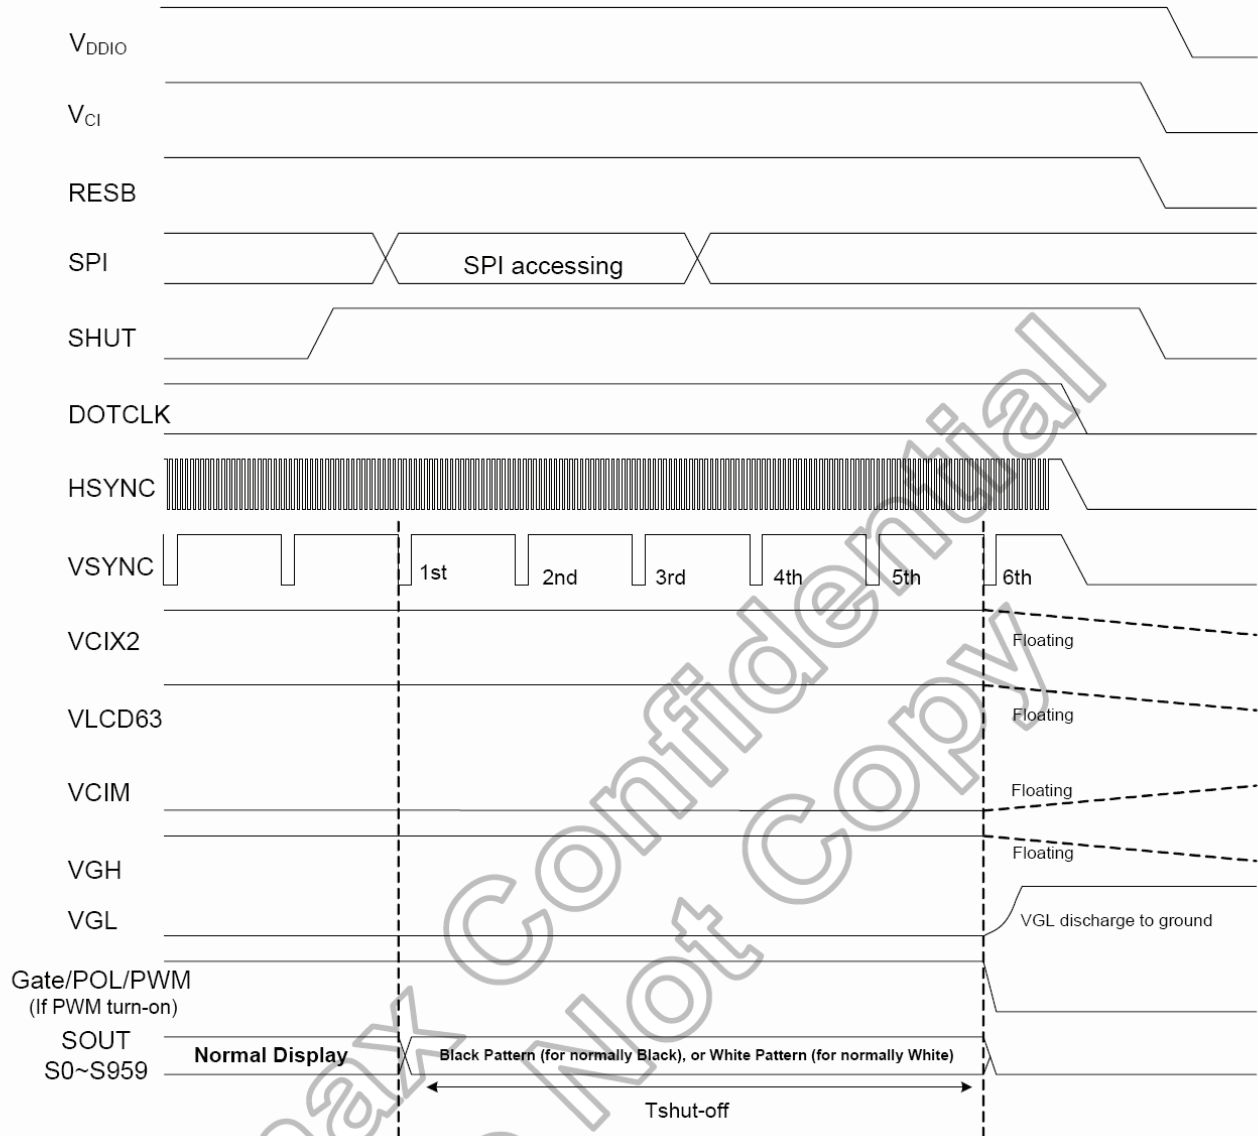 VDDIO
VCI
RESB
SPI
SPI accessing
SHUT
DOTCLK
HSYNC
VSYNC
1st 2nd 3rd 4th 5th 6th
VCIX2
Floating
VLCD63
Floating
VCIM
Floating
VGH
Floating
VGL
VGL discharge to ground
Gate/POL/PWM
(If PWM turn-on)
SOUT
S0~S959
Normal Display
Black Pattern (for normally Black), or White Pattern (for normally White)
Tshut-off
Confidential
Not Copy